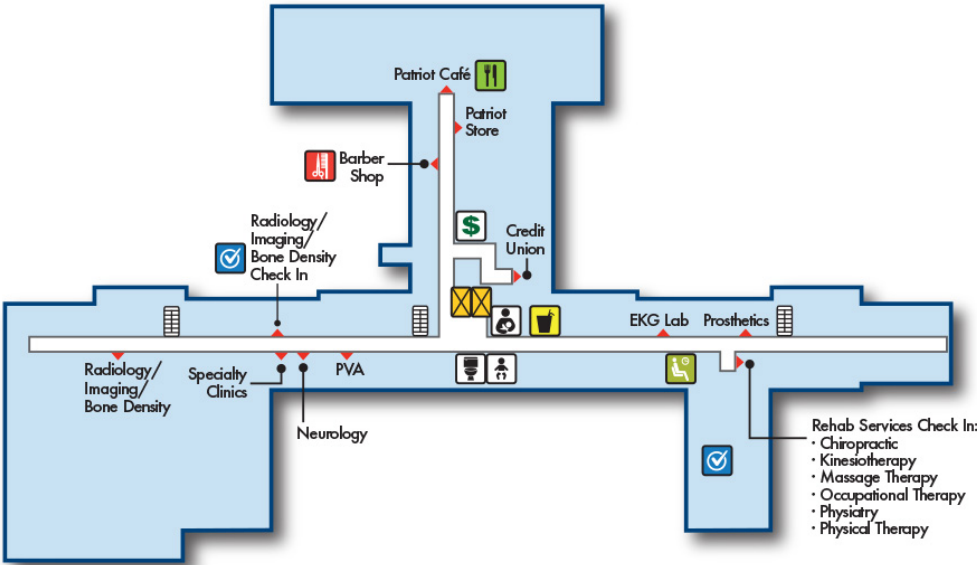 Patriot Café
Patriot
Store
Barber
Shop
Radiology/
Imaging/
Bone Density
Check In
$
Credit
Union
EKG Lab
Prosthetics
Radiology/
Imaging/
Bone Density
Specialty
Clinics
PVA
Neurology
Rehab Services Check In:
· Chiropractic
· Kinesiotherapy
· Massage Therapy
· Occupational Therapy
· Physiatry
· Physical Therapy